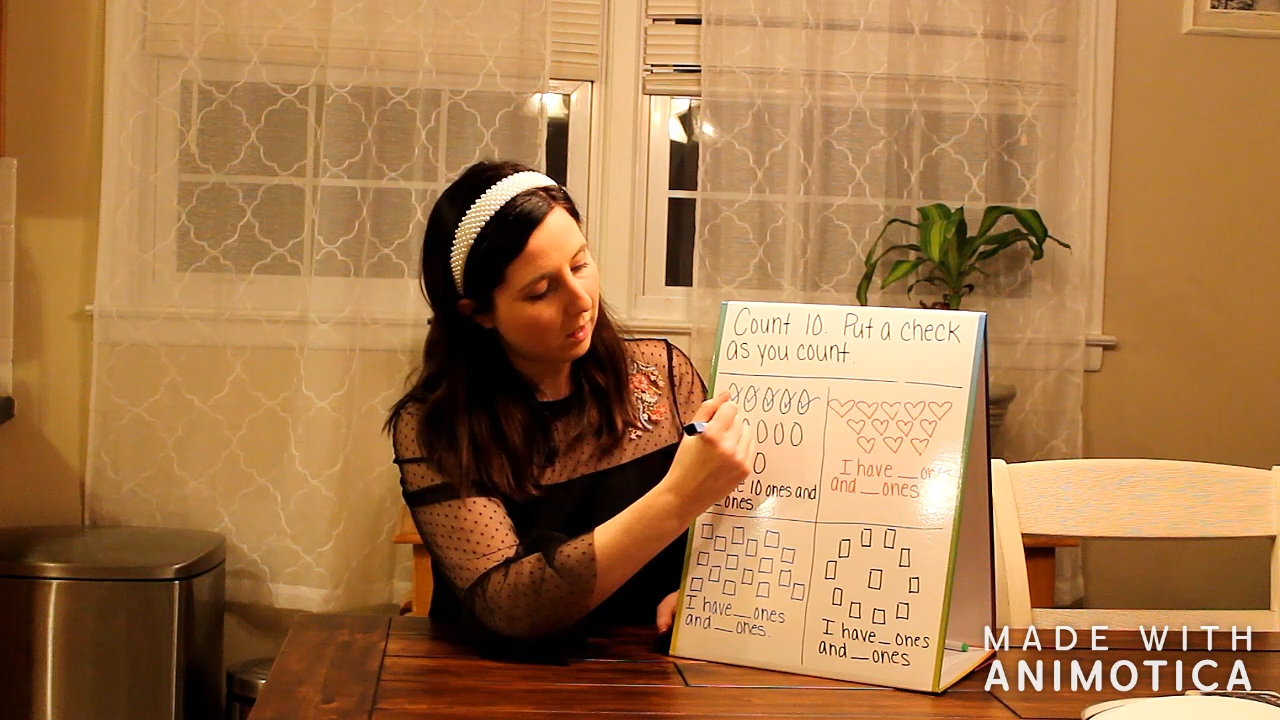 Count 10. Put a check
as you count.
10 ones and
ones
I have __ ones
and __ ones
I have __ ones
and __ ones.
I have __ ones
and __ ones
MADE WITH
ANIMOTICA